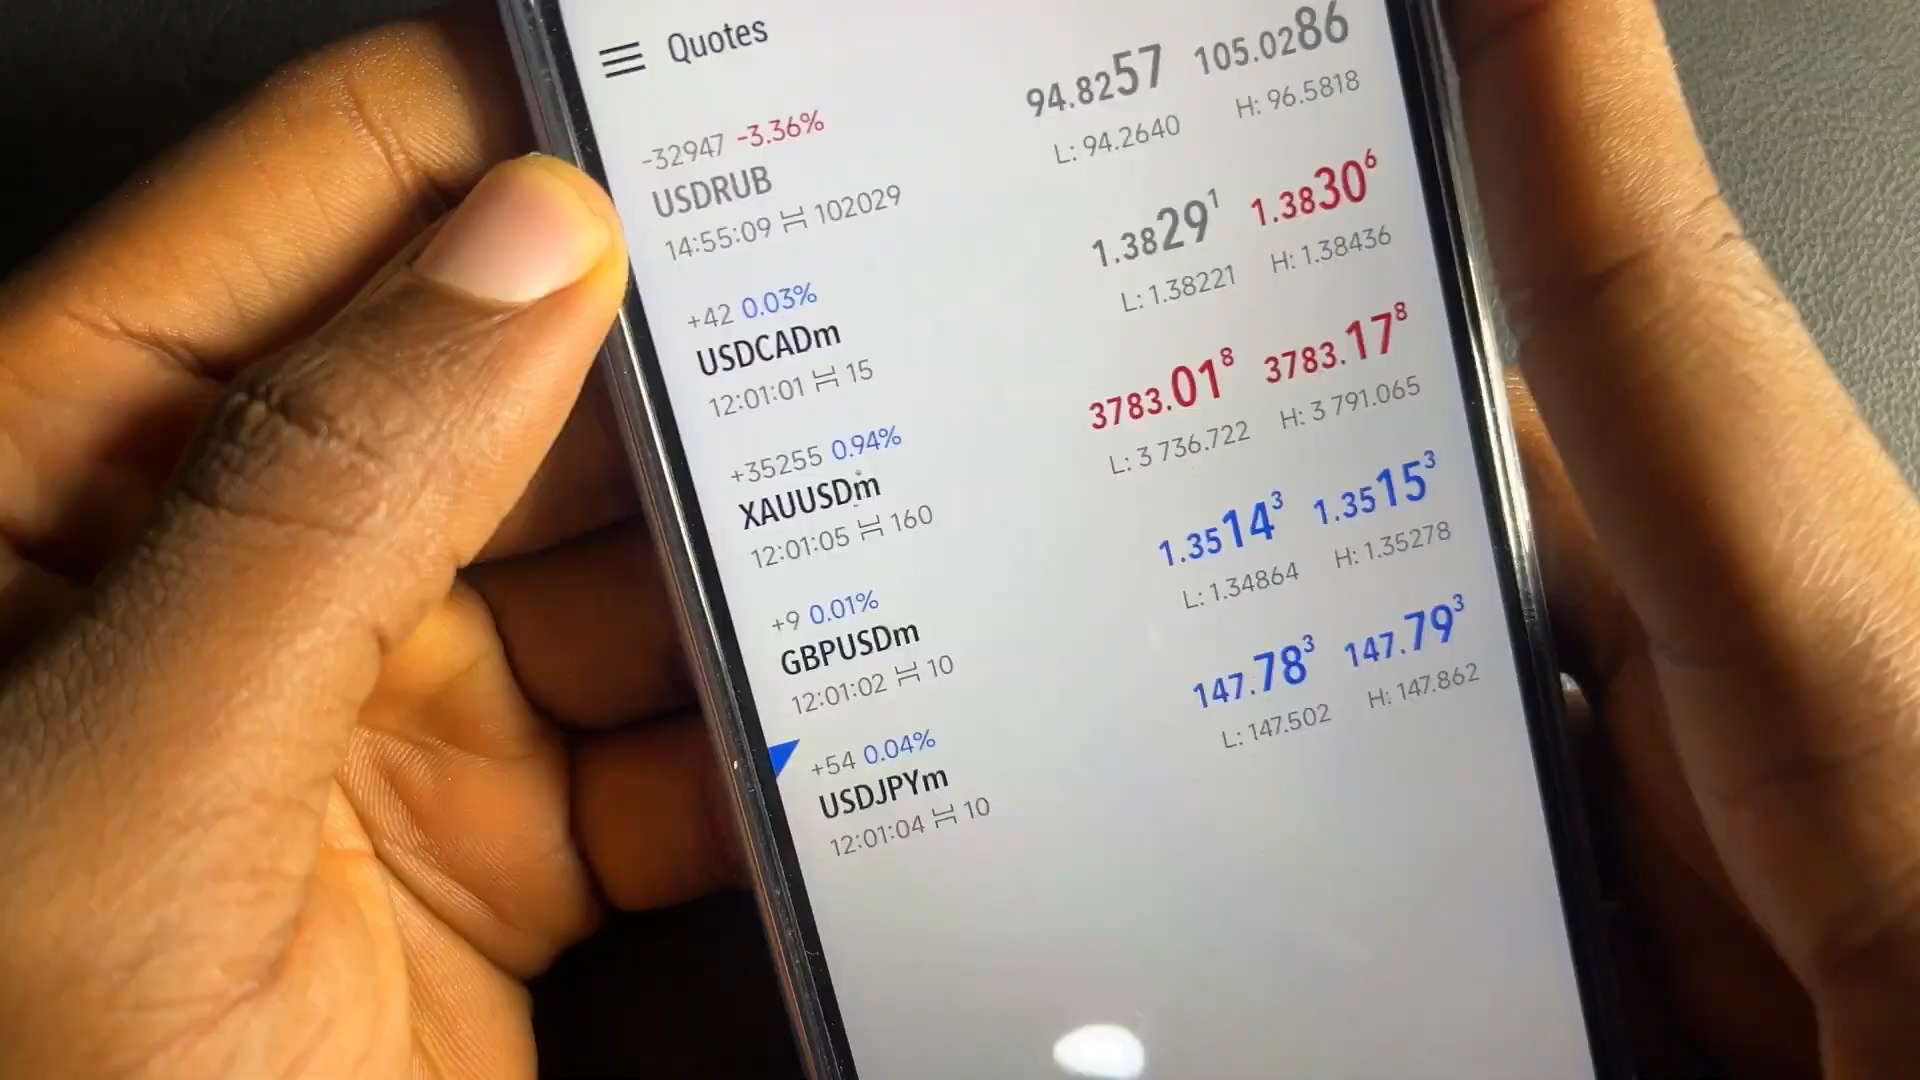 Quotes
-32947 -3.36%
USDRUB
14:55:09 102029
94.8257 105.0286
L: 94.2640 H: 96.5818
+42 0.03%
USDCADm
12:01:01 15
1.38291 1.38306
L: 1.38221 H: 1.38436
+35255 0.94%
XAUUSDm
12:01:05 160
3783.018 3783.178
L: 3 736.722 H: 3 791.065
+9 0.01%
GBPUSDm
12:01:02 10
1.35143 1.35153
L: 1.34864 H: 1.35278
+54 0.04%
USDJPYm
12:01:04 10
147.783 147.793
L: 147.502 H: 147.862